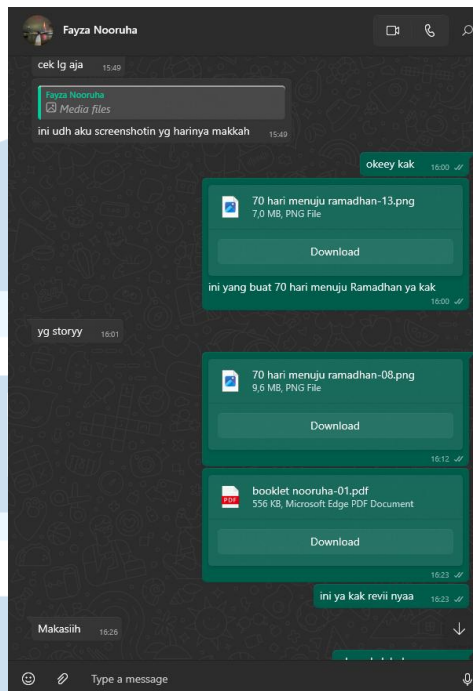 Fayza Nooruha
cek lg aja 15:49
Fayza Nooruha
Media files
ini udh aku screenshotin yg harinya makkah 15:49
okeey kak 16:00
70 hari menuju ramadhan-13.png
7,0 MB, PNG File
Download
ini yang buat 70 hari menuju Ramadhan ya kak
16:00
yg storyy 16:01
70 hari menuju ramadhan-08.png
9,6 MB, PNG File
Download
16:12
booklet nooruha-01.pdf
PDF
556 KB, Microsoft Edge PDF Document
Download
16:23
ini ya kak revii nyaa 16:23
Makasiih 16:26
Type a message